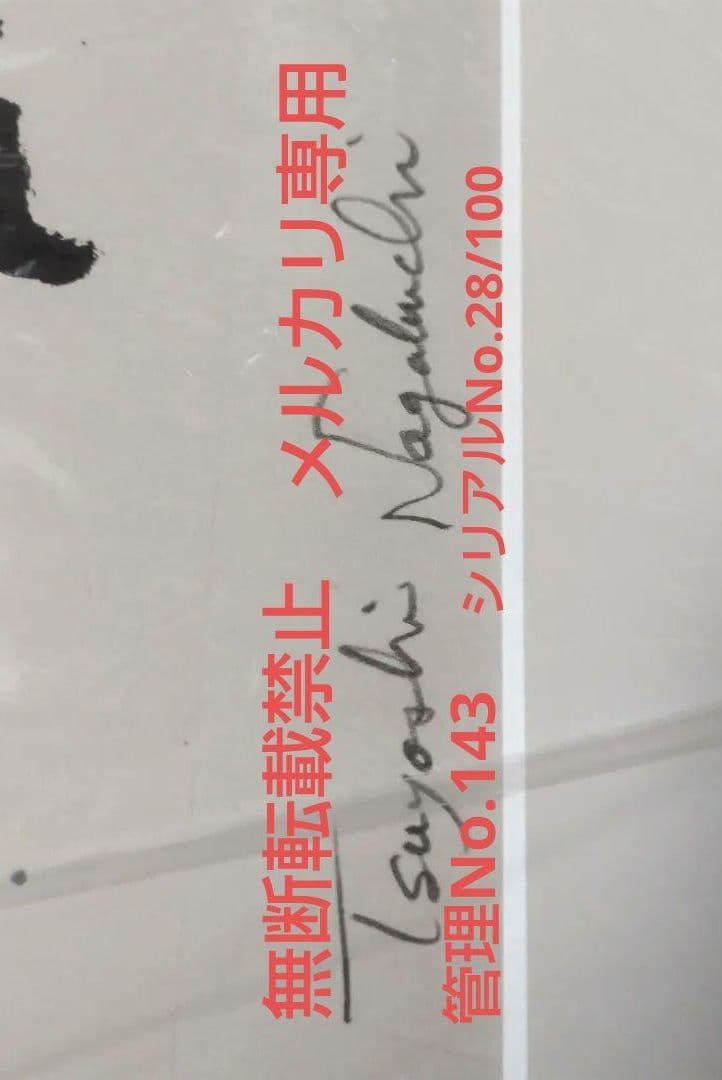 無断転載禁止　メルカリ専用
Tsuyoshi Nagabuchi
管理No.143　シリアルNo.28/100